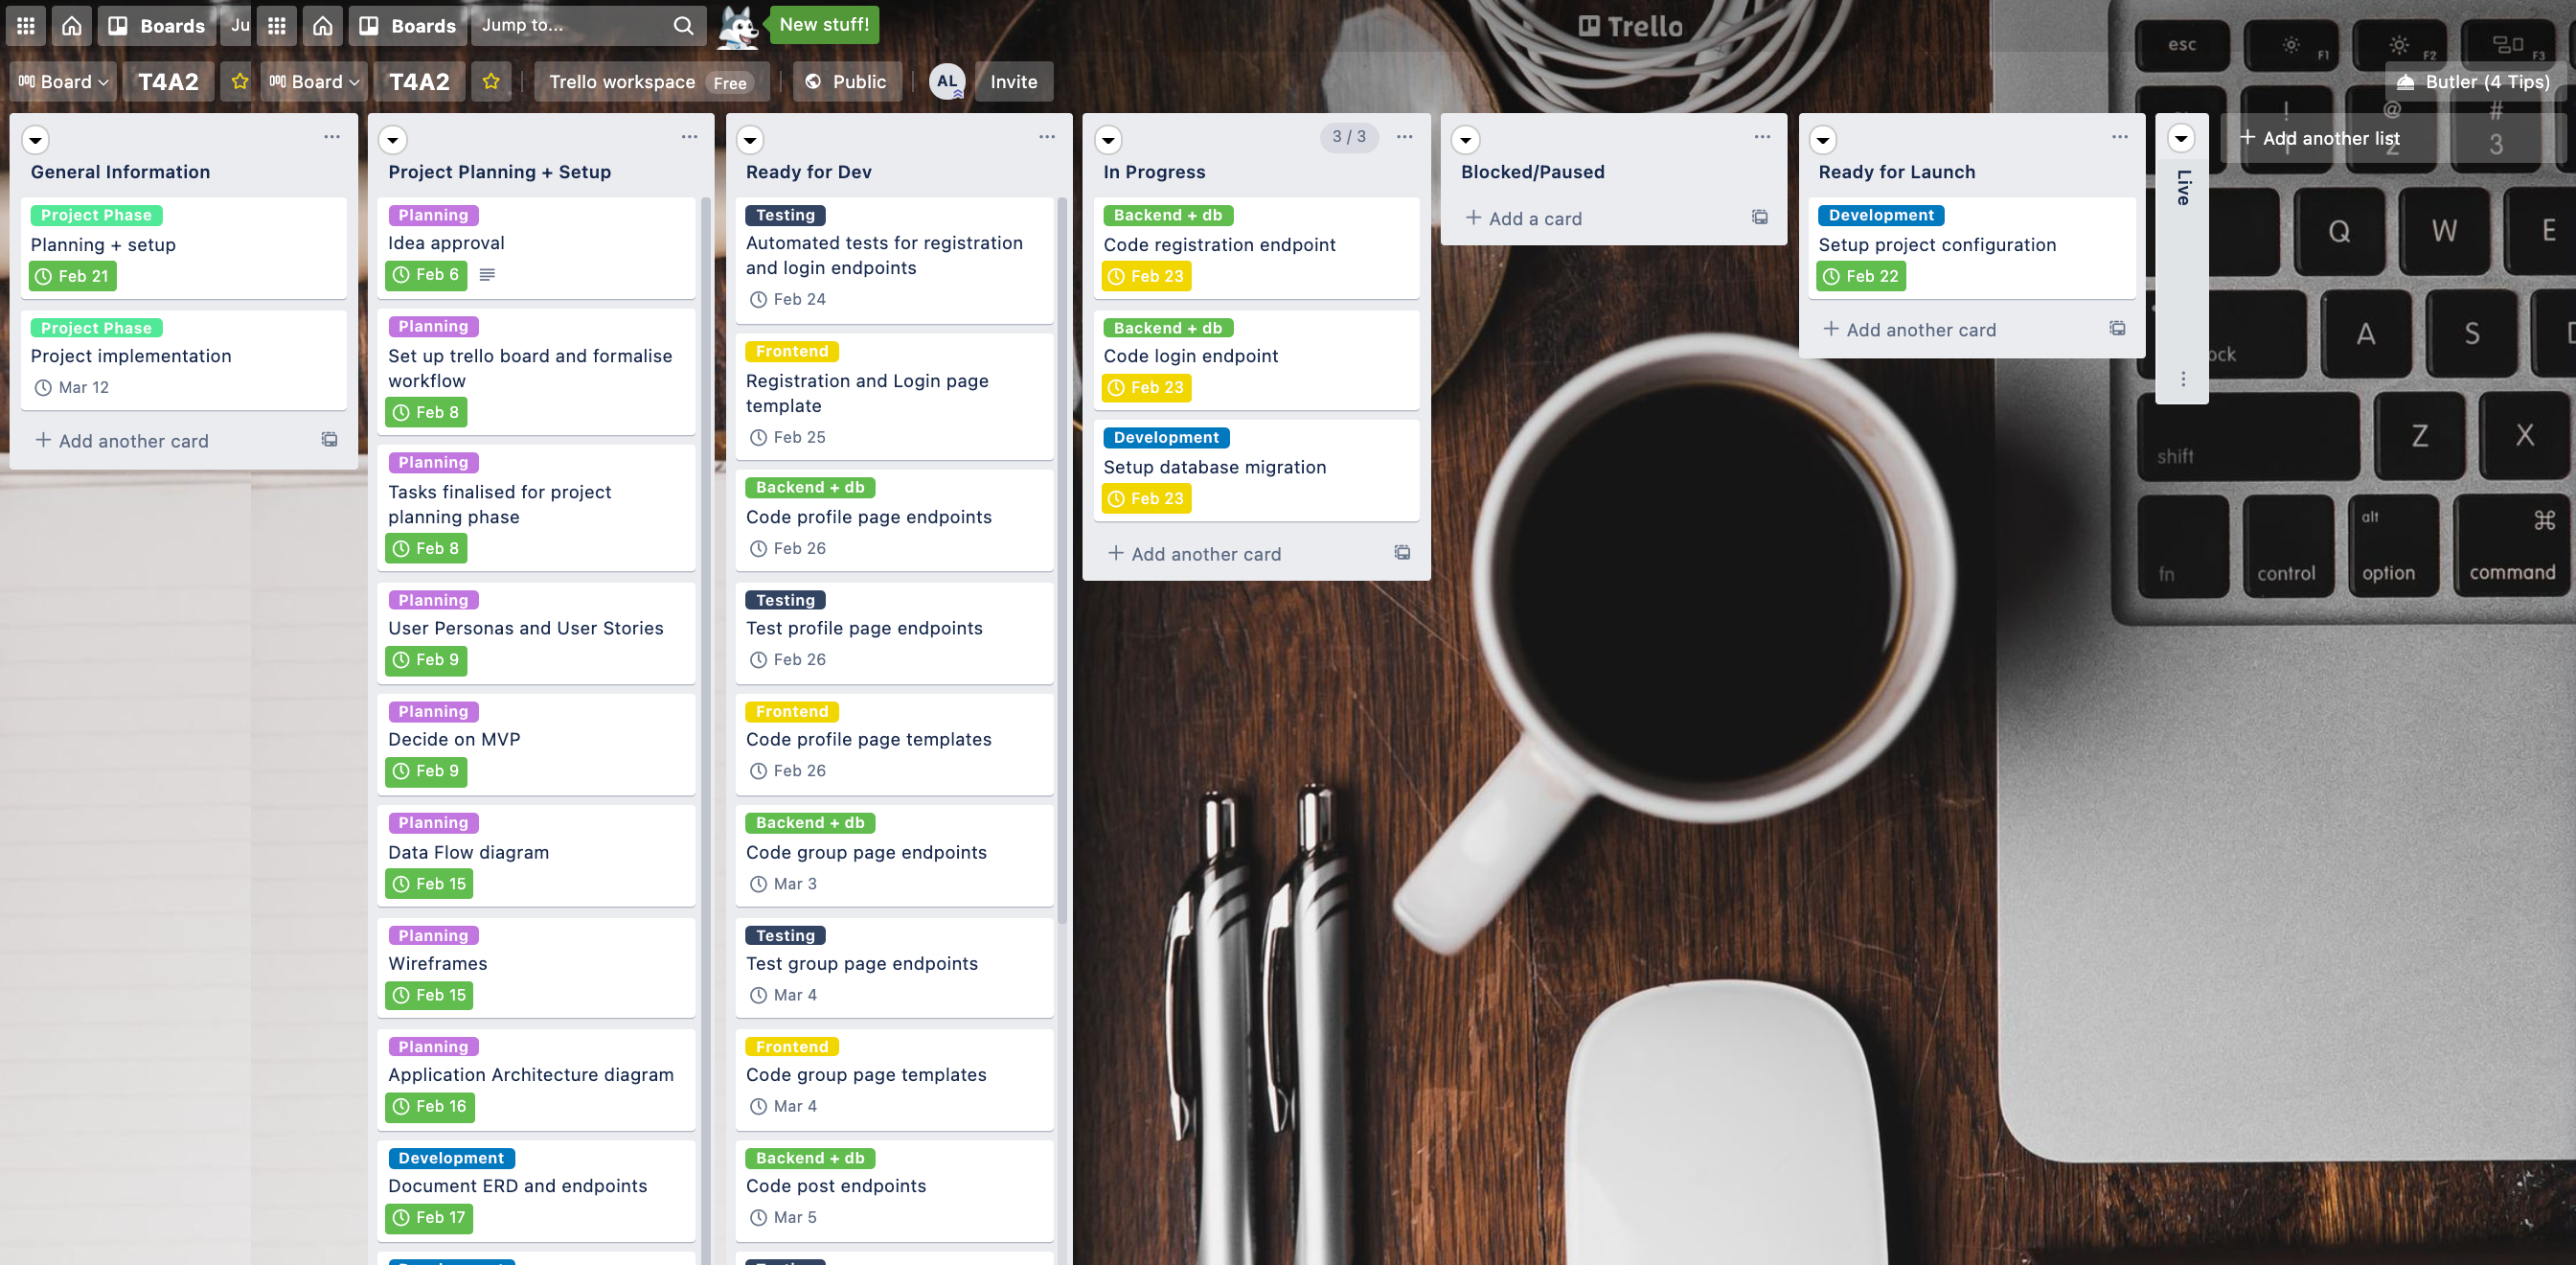 Boards
Ju
Boards
Jump to...
New stuff!
Trello
Board
T4A2
Board
T4A2
Trello workspace
Free
Public
AL
Invite
Butler (4 Tips)
General Information
Project Phase
Planning + setup
Feb 21
Project Phase
Project implementation
Mar 12
Add another card
Project Planning + Setup
Planning
Idea approval
Feb 6
Planning
Set up trello board and formalise
workflow
Feb 8
Planning
Tasks finalised for project
planning phase
Feb 8
Planning
User Personas and User Stories
Feb 9
Planning
Decide on MVP
Feb 9
Planning
Data Flow diagram
Feb 15
Planning
Wireframes
Feb 15
Planning
Application Architecture diagram
Feb 16
Development
Document ERD and endpoints
Feb 17
Ready for Dev
Testing
Automated tests for registration
and login endpoints
Feb 24
Frontend
Registration and Login page
template
Feb 25
Backend + db
Code profile page endpoints
Feb 26
Testing
Test profile page endpoints
Feb 26
Frontend
Code profile page templates
Feb 26
Backend + db
Code group page endpoints
Mar 3
Testing
Test group page endpoints
Mar 4
Frontend
Code group page templates
Mar 4
Backend + db
Code post endpoints
Mar 5
3 / 3
In Progress
Backend + db
Code registration endpoint
Feb 23
Backend + db
Code login endpoint
Feb 23
Development
Setup database migration
Feb 23
Add another card
Blocked/Paused
Add a card
Ready for Launch
Development
Setup project configuration
Feb 22
Add another card
Live
Add another list
esc
F1
F2
F3
!
@
2
#
3
Q
W
E
A
S
D
ock
shift
Z
X
fn
control
alt
option
command